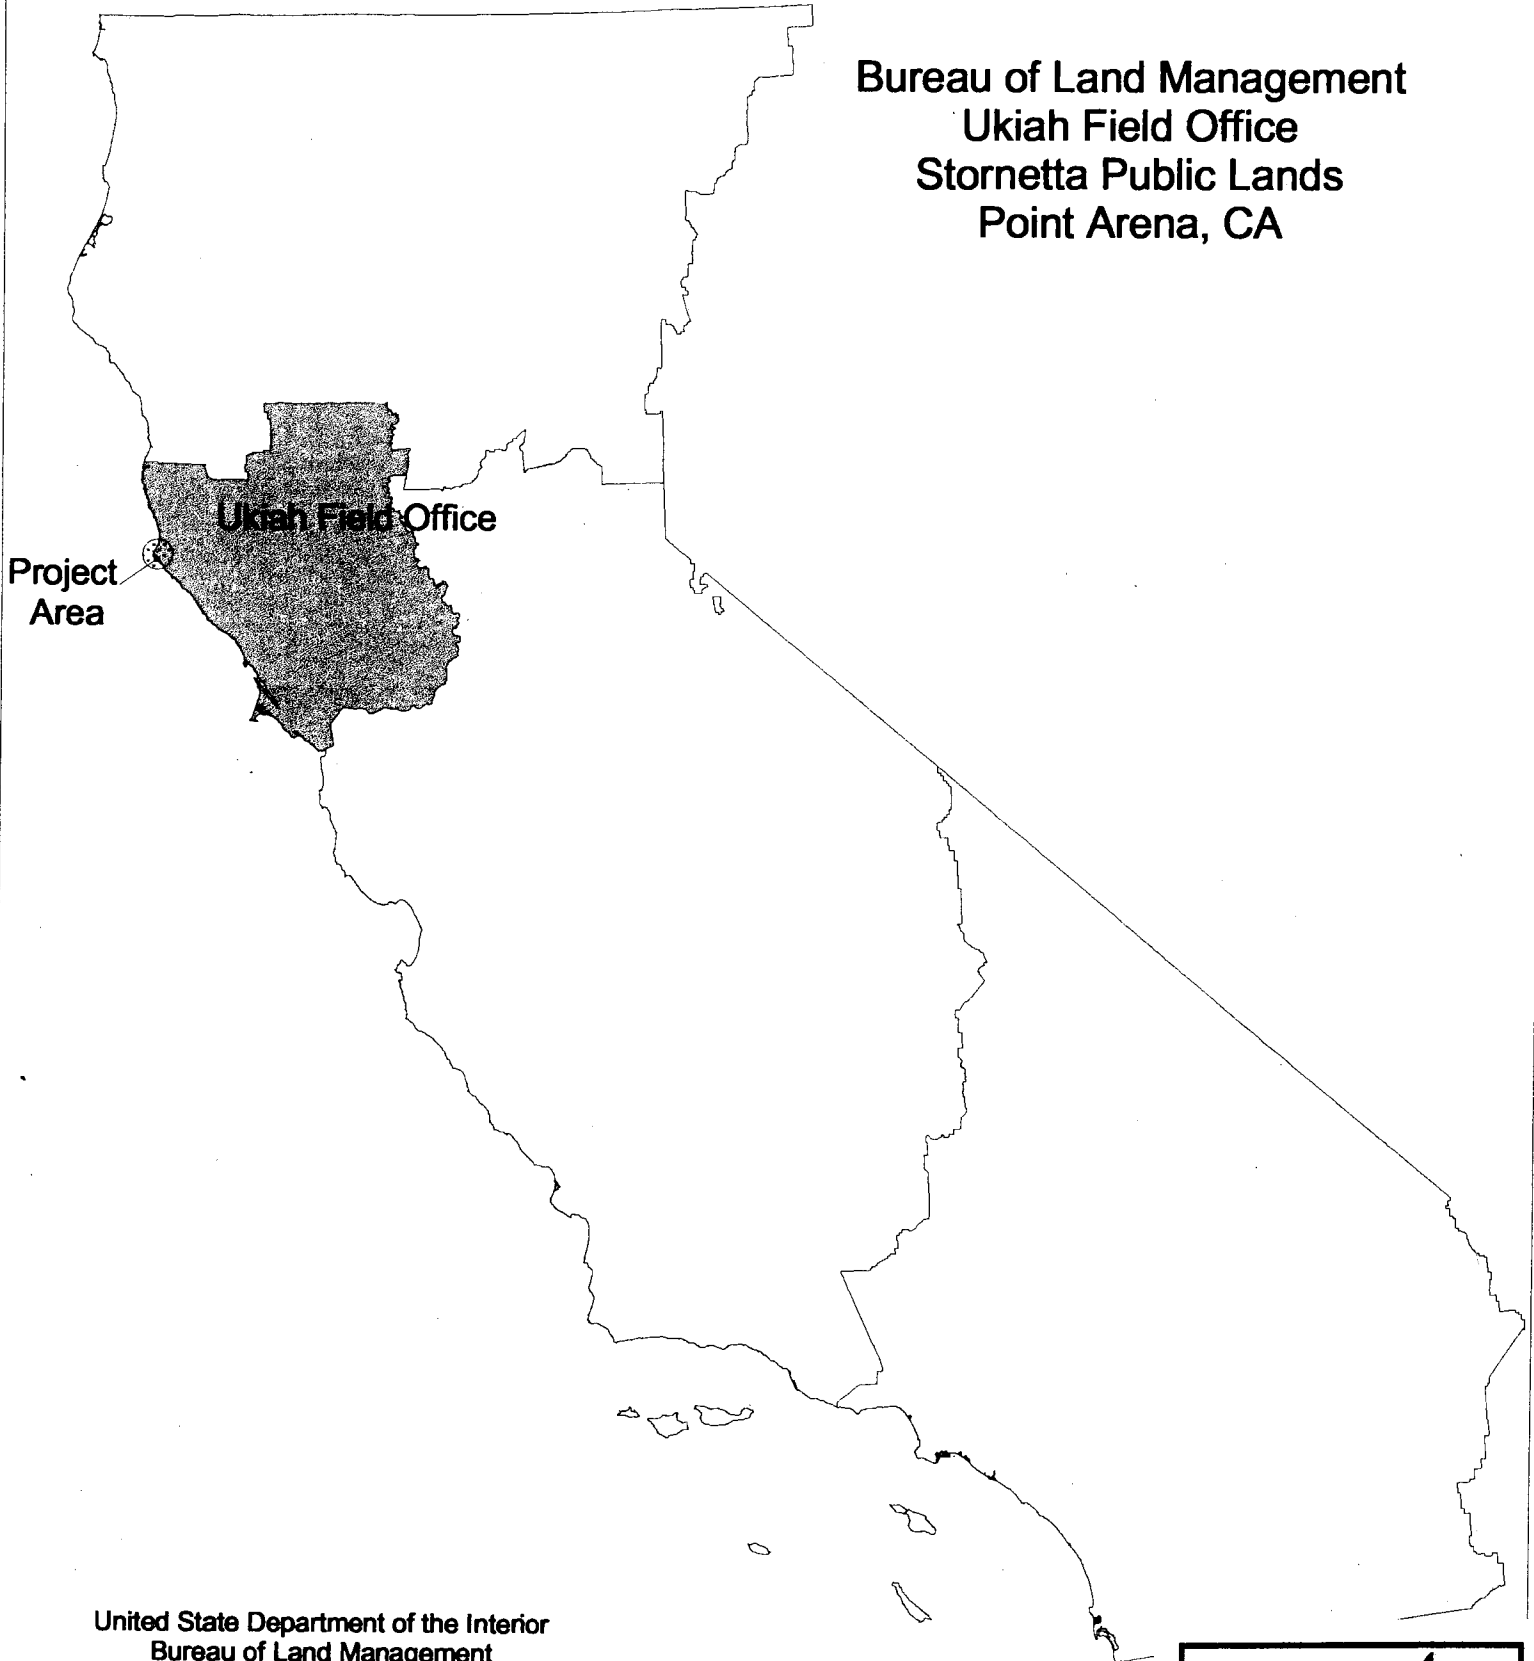 Bureau of Land Management
Ukiah Field Office
Stornetta Public Lands
Point Arena, CA
Ukiah Field Office
Project
Area
United State Department of the Interior
Bureau of Land Management